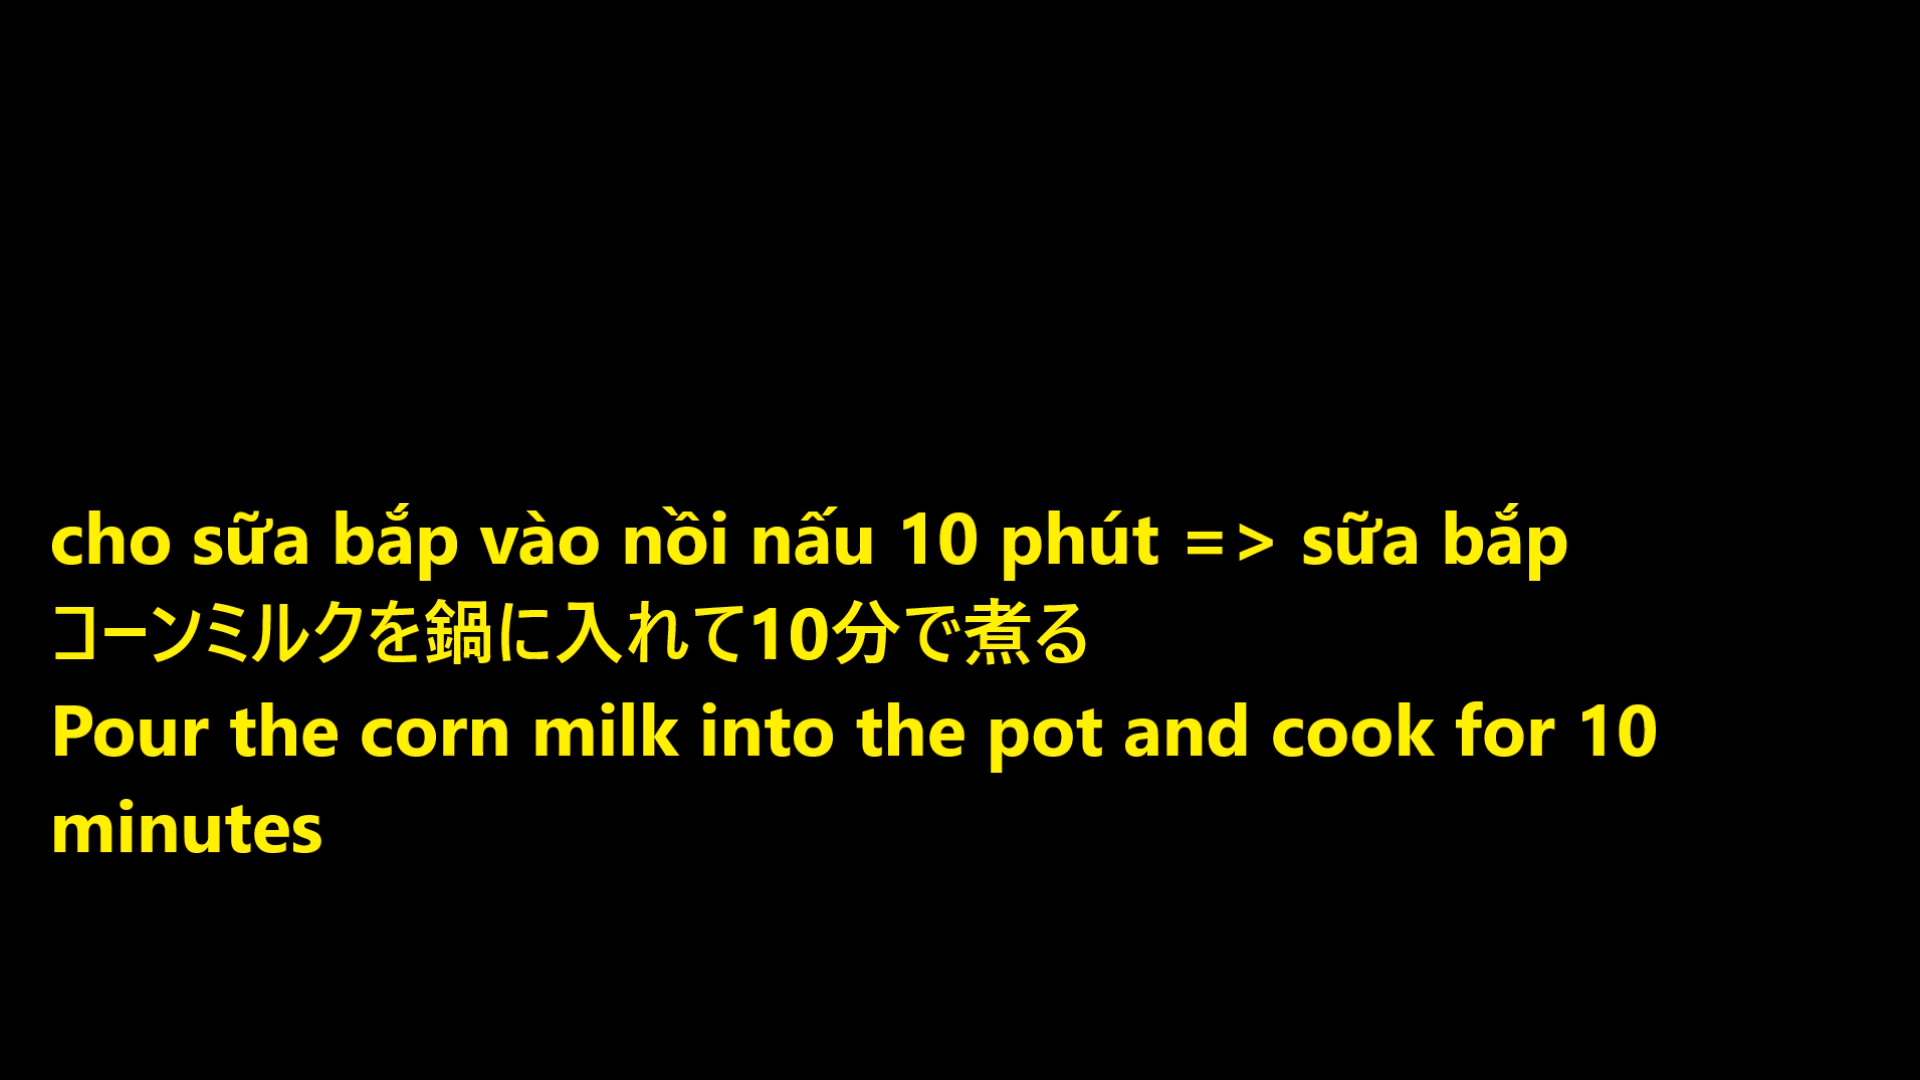 cho sữa bắp vào nồi nấu 10 phút => sữa bắp
コーンミルクを鍋に入れて10分で煮る
Pour the corn milk into the pot and cook for 10
minutes